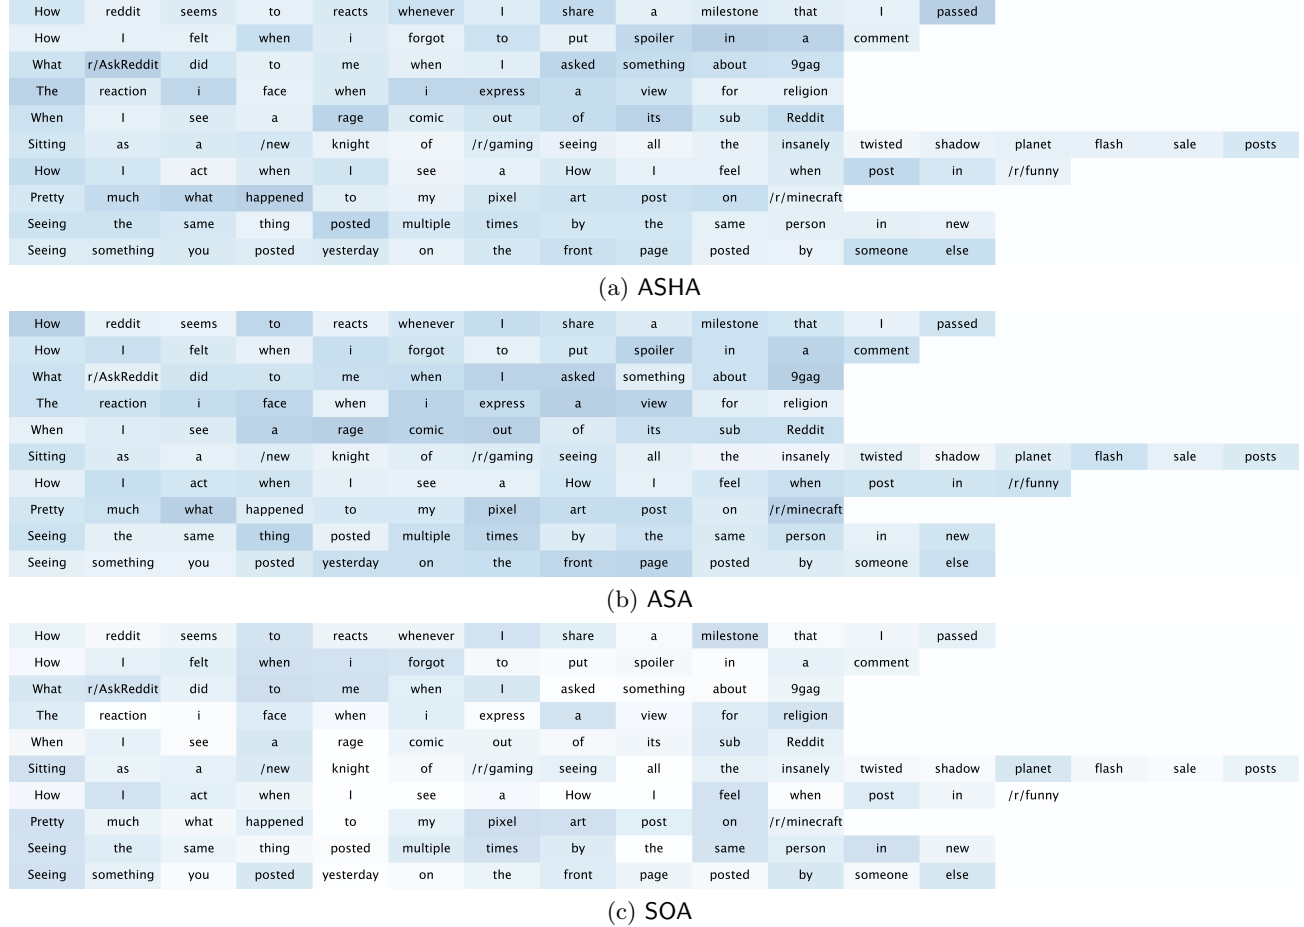 How reddit seems to reacts whenever I share a milestone that I passed
How I felt when i forgot to put spoiler in a comment
What r/AskReddit did to me when I asked something about 9gag
The reaction i face when i express a view for religion
When I see a rage comic out of its sub Reddit
Sitting as a /new knight of /r/gaming seeing all the insanely twisted shadow planet flash sale posts
How I act when I see a How I feel when post in /r/funny
Pretty much what happened to my pixel art post on /r/minecraft
Seeing the same thing posted multiple times by the same person in new
Seeing something you posted yesterday on the front page posted by someone else
(a) ASHA
How reddit seems to reacts whenever I share a milestone that I passed
How I felt when i forgot to put spoiler in a comment
What r/AskReddit did to me when I asked something about 9gag
The reaction i face when i express a view for religion
When I see a rage comic out of its sub Reddit
Sitting as a /new knight of /r/gaming seeing all the insanely twisted shadow planet flash sale posts
How I act when I see a How I feel when post in /r/funny
Pretty much what happened to my pixel art post on /r/minecraft
Seeing the same thing posted multiple times by the same person in new
Seeing something you posted yesterday on the front page posted by someone else
(b) ASA
How reddit seems to reacts whenever I share a milestone that I passed
How I felt when i forgot to put spoiler in a comment
What r/AskReddit did to me when I asked something about 9gag
The reaction i face when i express a view for religion
When I see a rage comic out of its sub Reddit
Sitting as a /new knight of /r/gaming seeing all the insanely twisted shadow planet flash sale posts
How I act when I see a How I feel when post in /r/funny
Pretty much what happened to my pixel art post on /r/minecraft
Seeing the same thing posted multiple times by the same person in new
Seeing something you posted yesterday on the front page posted by someone else
(c) SOA